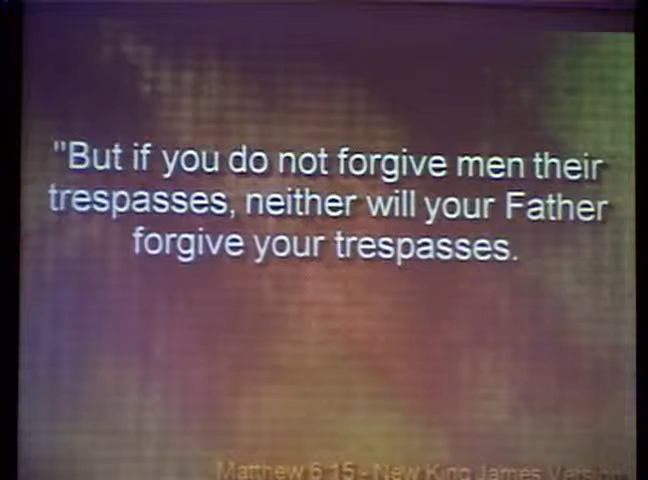 "But if you do not forgive men their
trespasses, neither will your Father
forgive your trespasses.
Matthew 6:15 - New King James Version